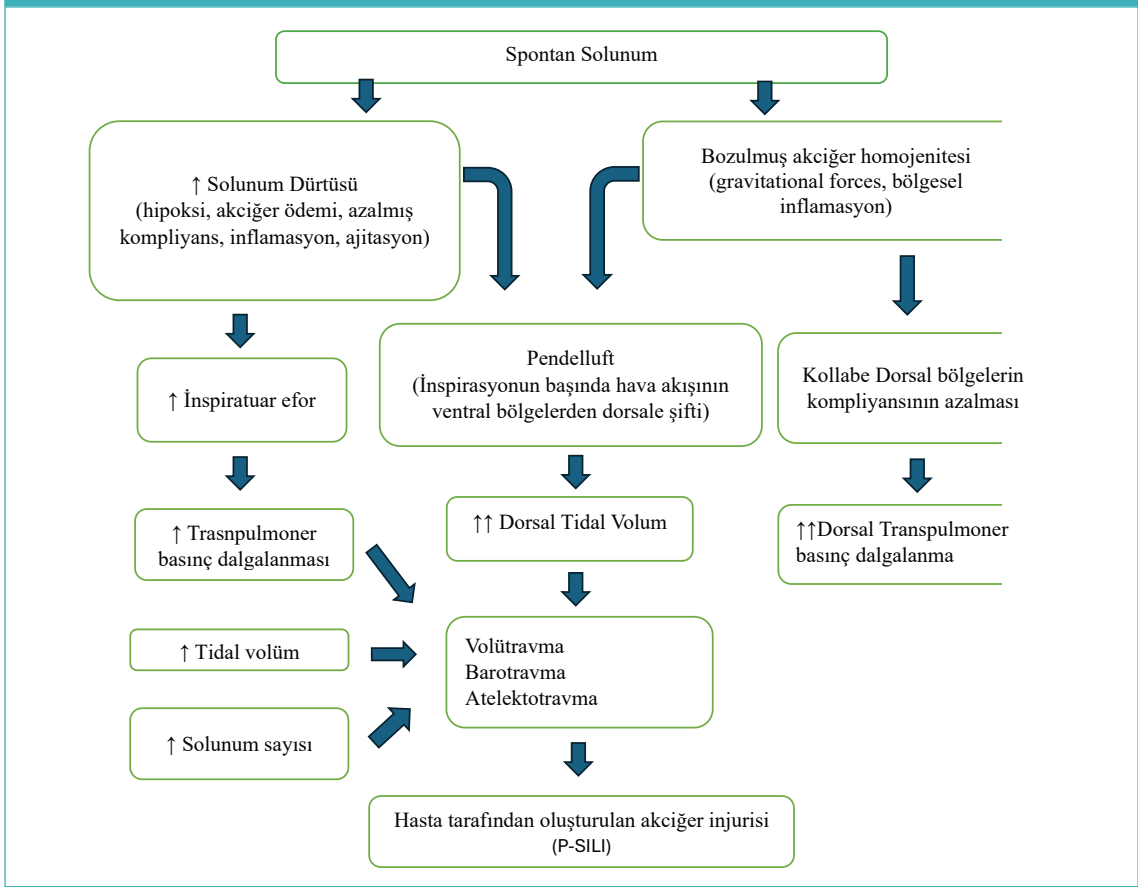 Spontan Solunum
↑ Solunum Dürtüsü
(hipoksi, akciğer ödemi, azalmış
kompliyans, inflamasyon, ajitasyon)
Bozulmuş akciğer homojenitesi
(gravitational forces, bölgesel
inflamasyon)
↑ İnspiratuar efor
Pendelluft
(İnspirasyonun başında hava akışının
ventral bölgelerden dorsale şifti)
Kollabe Dorsal bölgelerin
kompliyansının azalması
↑ Trasnpulmoner
basınç dalgalanması
↑↑ Dorsal Tidal Volum
↑↑Dorsal Transpulmoner
basınç dalgalanma
↑ Tidal volüm
Volütravma
Barotravma
Atelektotravma
↑ Solunum sayısı
Hasta tarafından oluşturulan akciğer injurisi
(P-SILI)